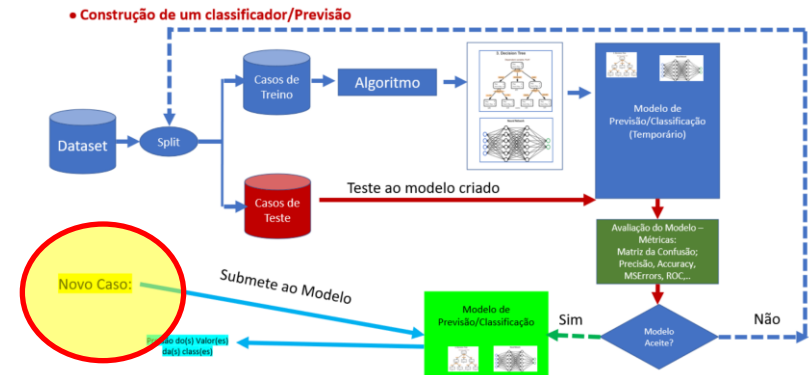 • Construção de um classificador/Previsão
Dataset
Split
Casos de
Treino
Algoritmo
Modelo de
Previsão/Classificação
(Temporário)
Casos de
Teste
Teste ao modelo criado
Avaliação do Modelo –
Métricas:
Matriz da Confusão;
Precisão, Accuracy,
MSErrors, ROC,...
Novo Caso:
Submete ao Modelo
Modelo de
Previsão/Classificação
Sim
Modelo
Aceite?
Não
do(s) Valor(es)
da(s) class(es)